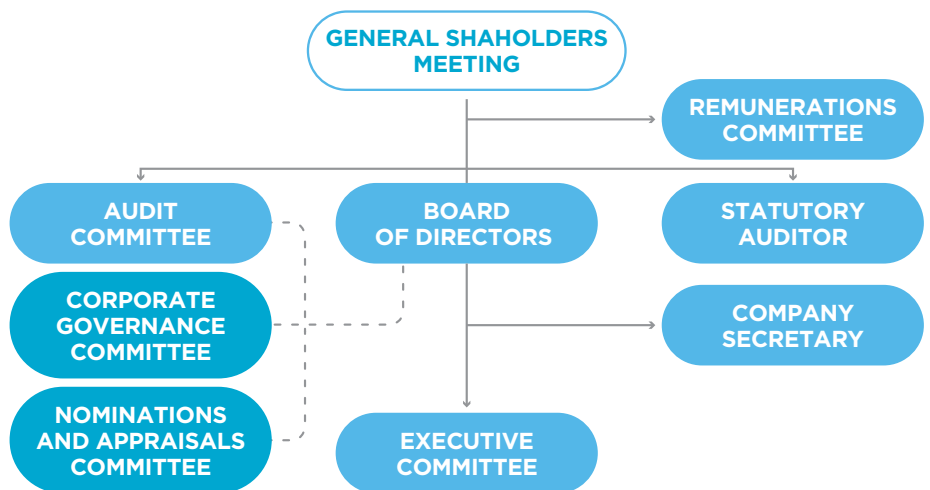 GENERAL SHAHOLDERS
MEETING
REMUNERATIONS
COMMITTEE
AUDIT
COMMITTEE
BOARD
OF DIRECTORS
STATUTORY
AUDITOR
CORPORATE
GOVERNANCE
COMMITTEE
COMPANY
SECRETARY
NOMINATIONS
AND APPRAISALS
COMMITTEE
EXECUTIVE
COMMITTEE